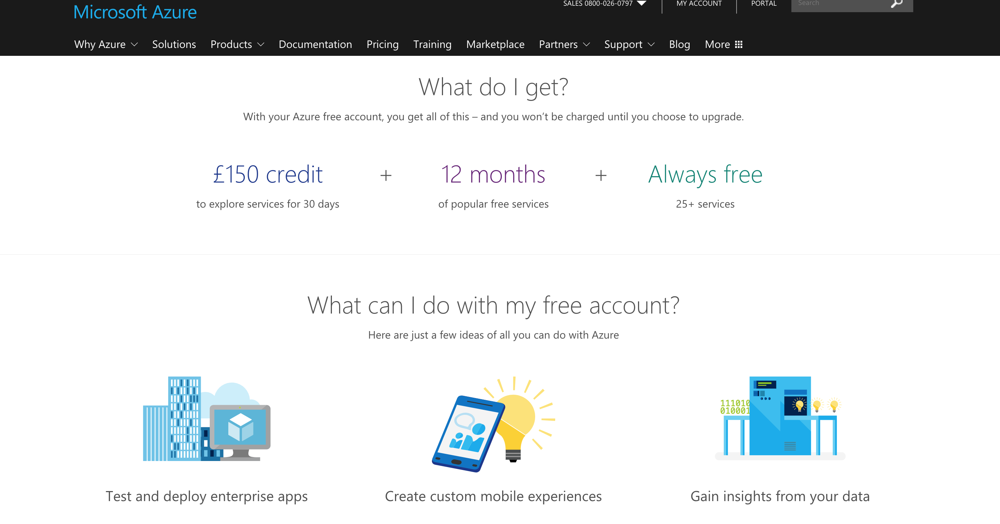 Microsoft Azure
SALES 0800-026-0797
MY ACCOUNT
PORTAL
Search
Why Azure
Solutions
Products
Documentation
Pricing
Training
Marketplace
Partners
Support
Blog
More
What do I get?
With your Azure free account, you get all of this – and you won’t be charged until you choose to upgrade.
£150 credit + 12 months + Always free
to explore services for 30 days
of popular free services
25+ services
What can I do with my free account?
Here are just a few ideas of all you can do with Azure
111010
010001
Test and deploy enterprise apps
Create custom mobile experiences
Gain insights from your data